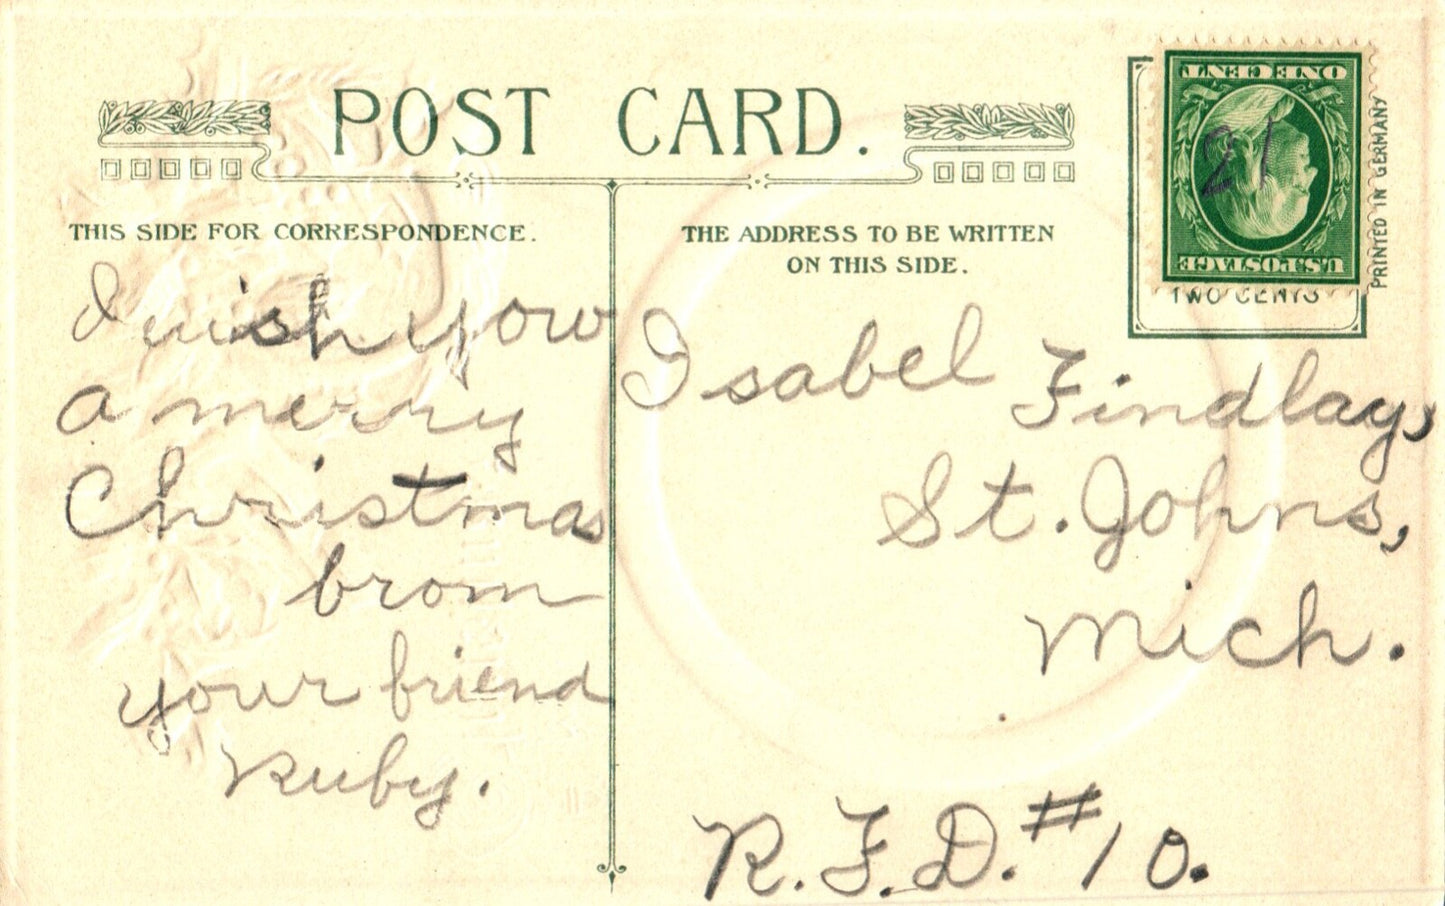 POST CARD.
THIS SIDE FOR CORRESPONDENCE.
I wish you
a merry
Christmas
brom
your briend
Ruby.
THE ADDRESS TO BE WRITTEN
ON THIS SIDE.
Isabel Findlay,
St. Johns,
Mich.
R.F.D. #10.
U.S. POSTAGE
21
ONE CENT
TWO CENTS
PRINTED IN GERMANY